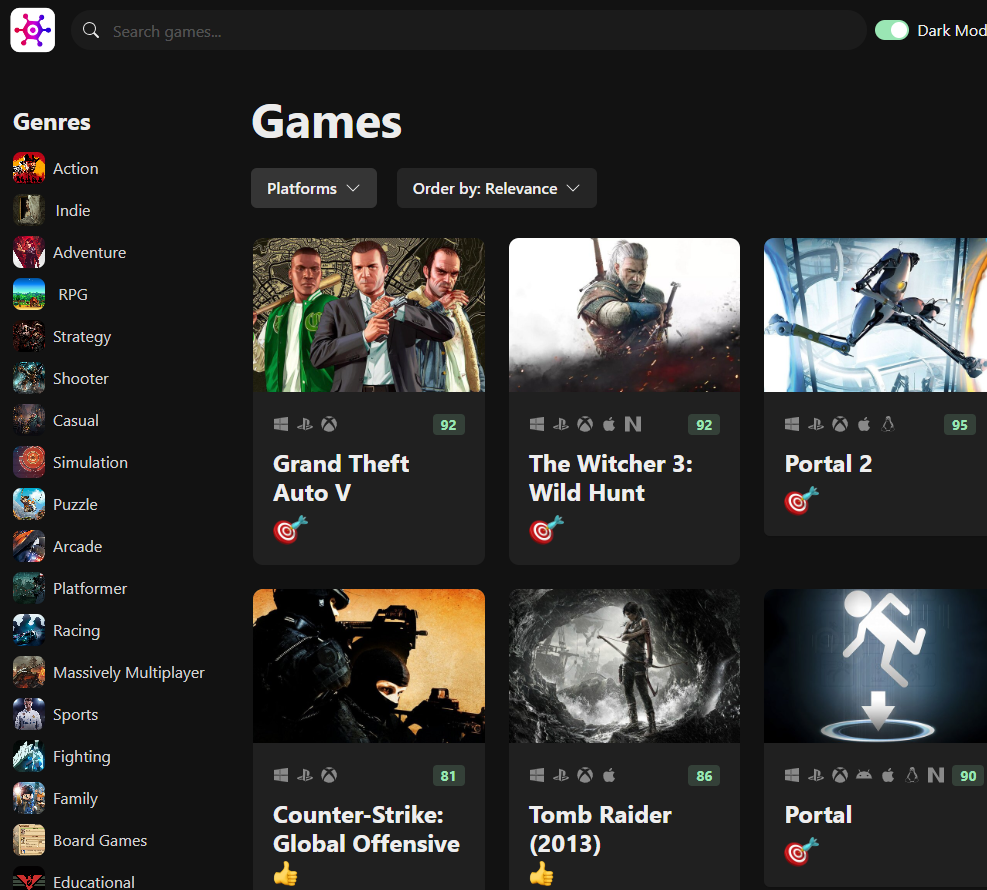 Search games...
Dark Mod
Genres
Action
Indie
Adventure
RPG
Strategy
Shooter
Casual
Simulation
Puzzle
Arcade
Platformer
Racing
Massively Multiplayer
Sports
Fighting
Family
Board Games
Educational
Games
Platforms
Order by: Relevance
92
Grand Theft
Auto V
92
The Witcher 3:
Wild Hunt
95
Portal 2
81
Counter-Strike:
Global Offensive
86
Tomb Raider
(2013)
90
Portal